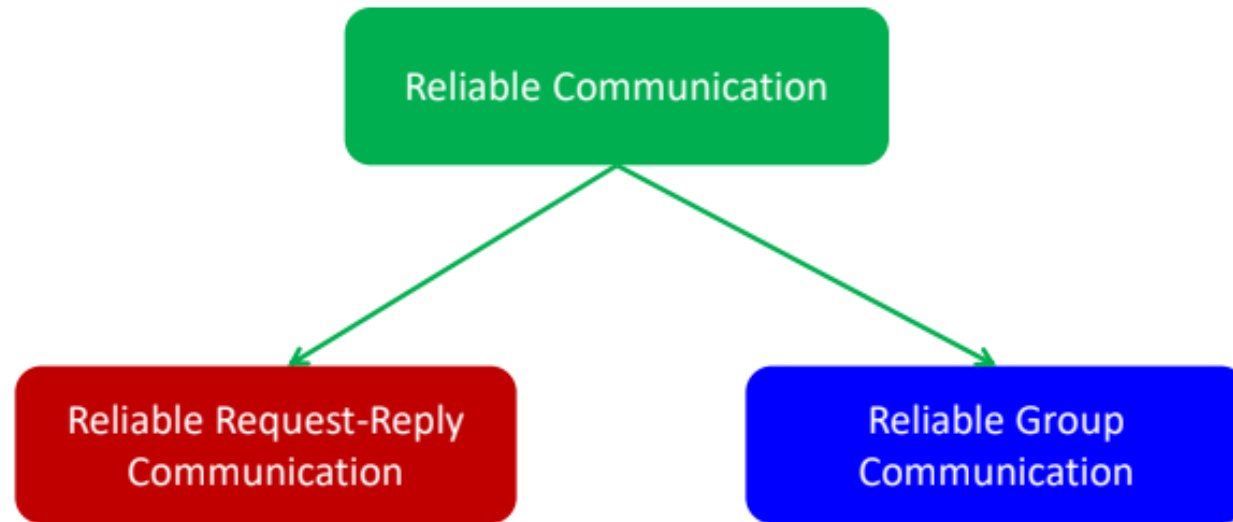 Reliable Communication
Reliable Request-Reply
Communication
Reliable Group
Communication